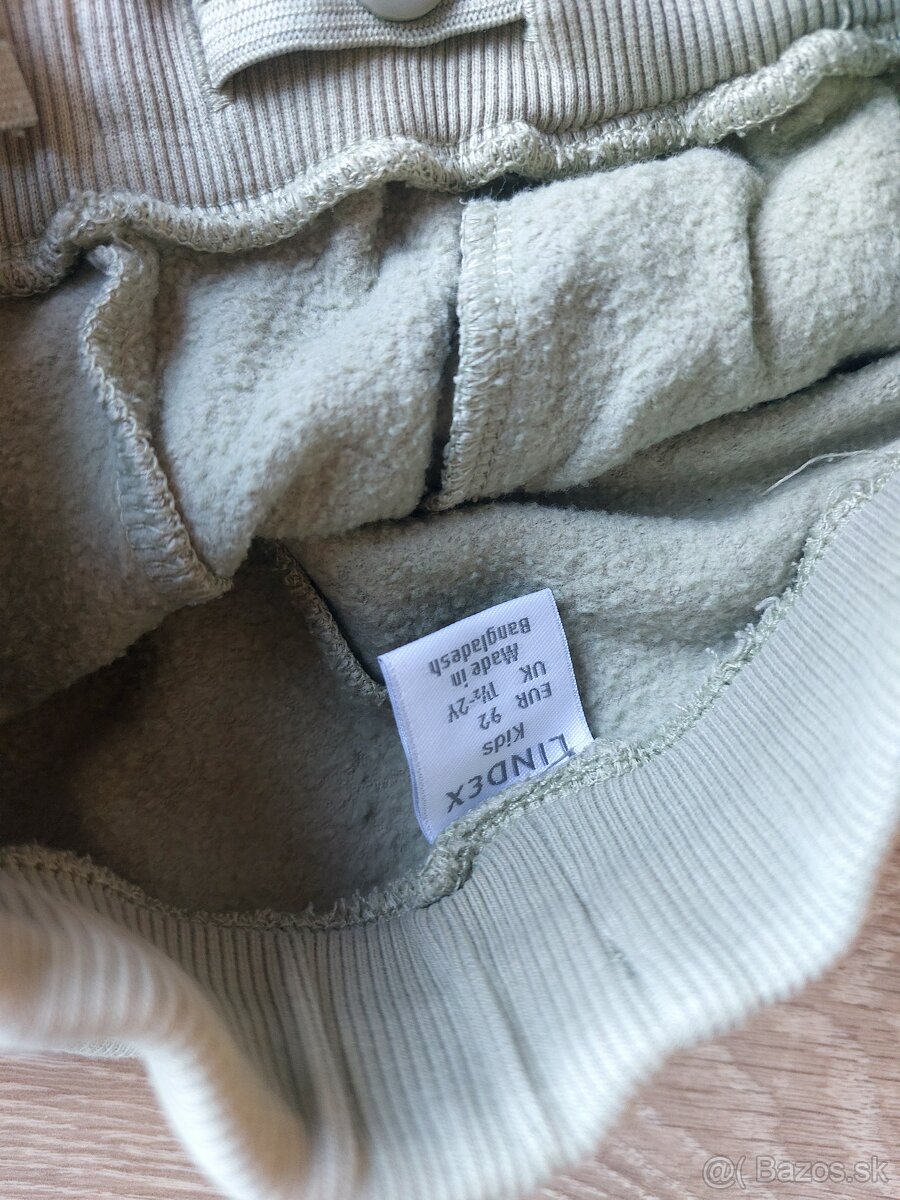 LINDEX
Kids
EUR 92
UK 1½-2Y
Made in
Bangladesh
@( Bazos.sk